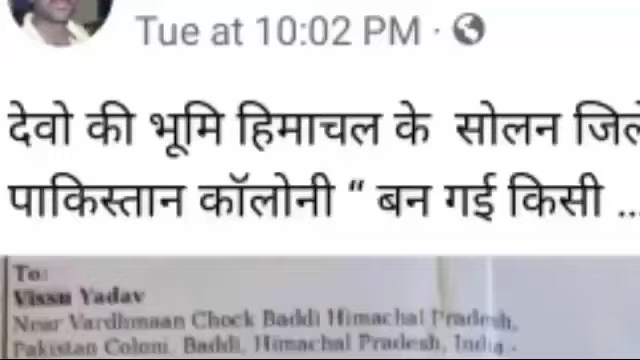 Tue at 10:02 PM ·
देवो की भूमि हिमाचल के सोलन जिले
पाकिस्तान कॉलोनी “ बन गई किसी ...
To:
Vissu Yadav
Near Vardhmaan Chock Baddi Himachal Pradesh,
Pakistan Coloni, Baddi, Himachal Pradesh, India.